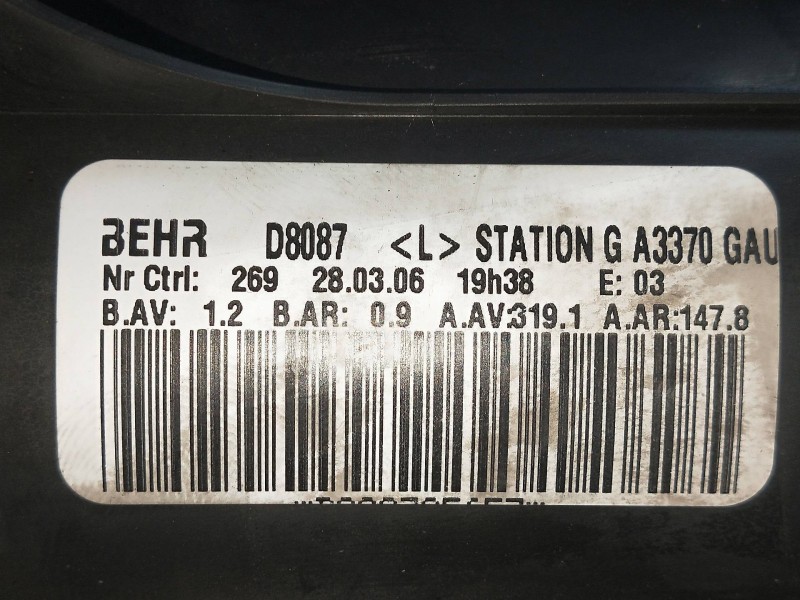 BEHR D8087 <L> STATION G A3370 GAU
Nr Ctrl: 269 28.03.06 19h38 E: 03
B.AV: 1.2 B.AR: 0.9 A.AV:319.1 A.AR:147.8